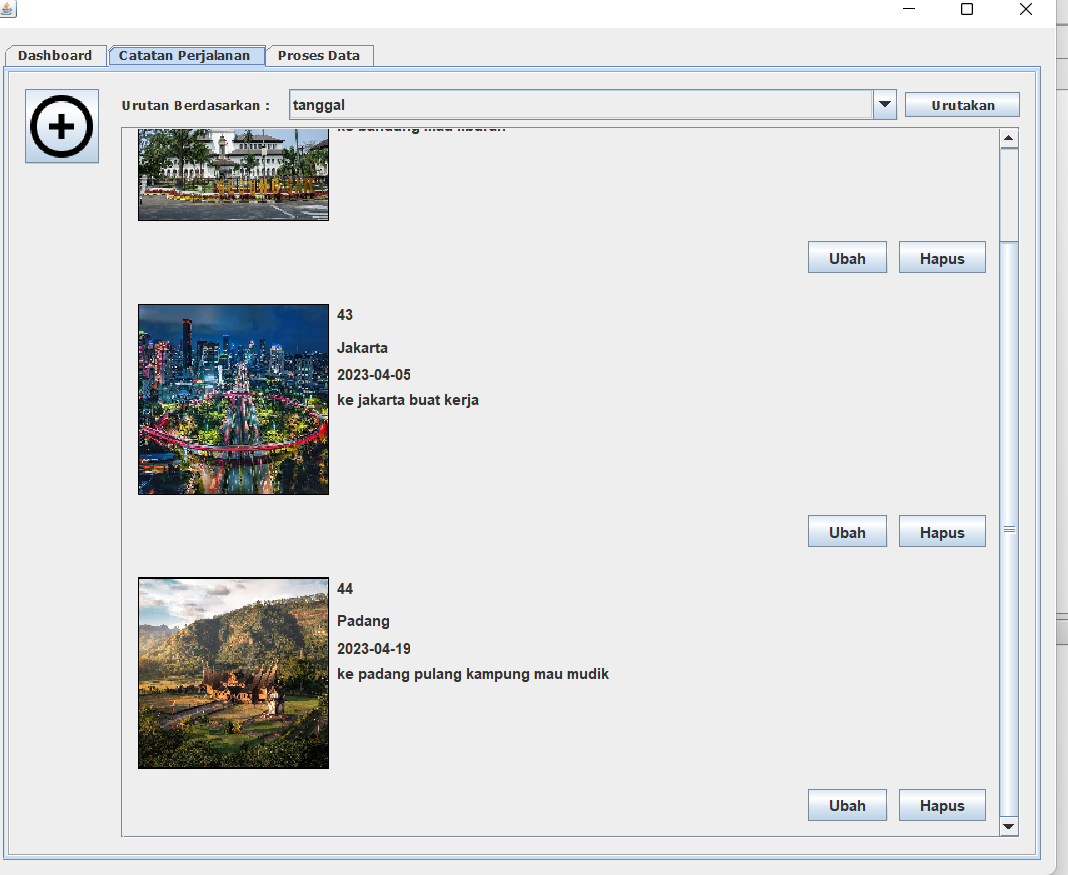 Dashboard
Catatan Perjalanan
Proses Data
Urutan Berdasarkan :
tanggal
Urutakan
ke bandung mau liburan
Ubah
Hapus
43
Jakarta
2023-04-05
ke jakarta buat kerja
Ubah
Hapus
44
Padang
2023-04-19
ke padang pulang kampung mau mudik
Ubah
Hapus